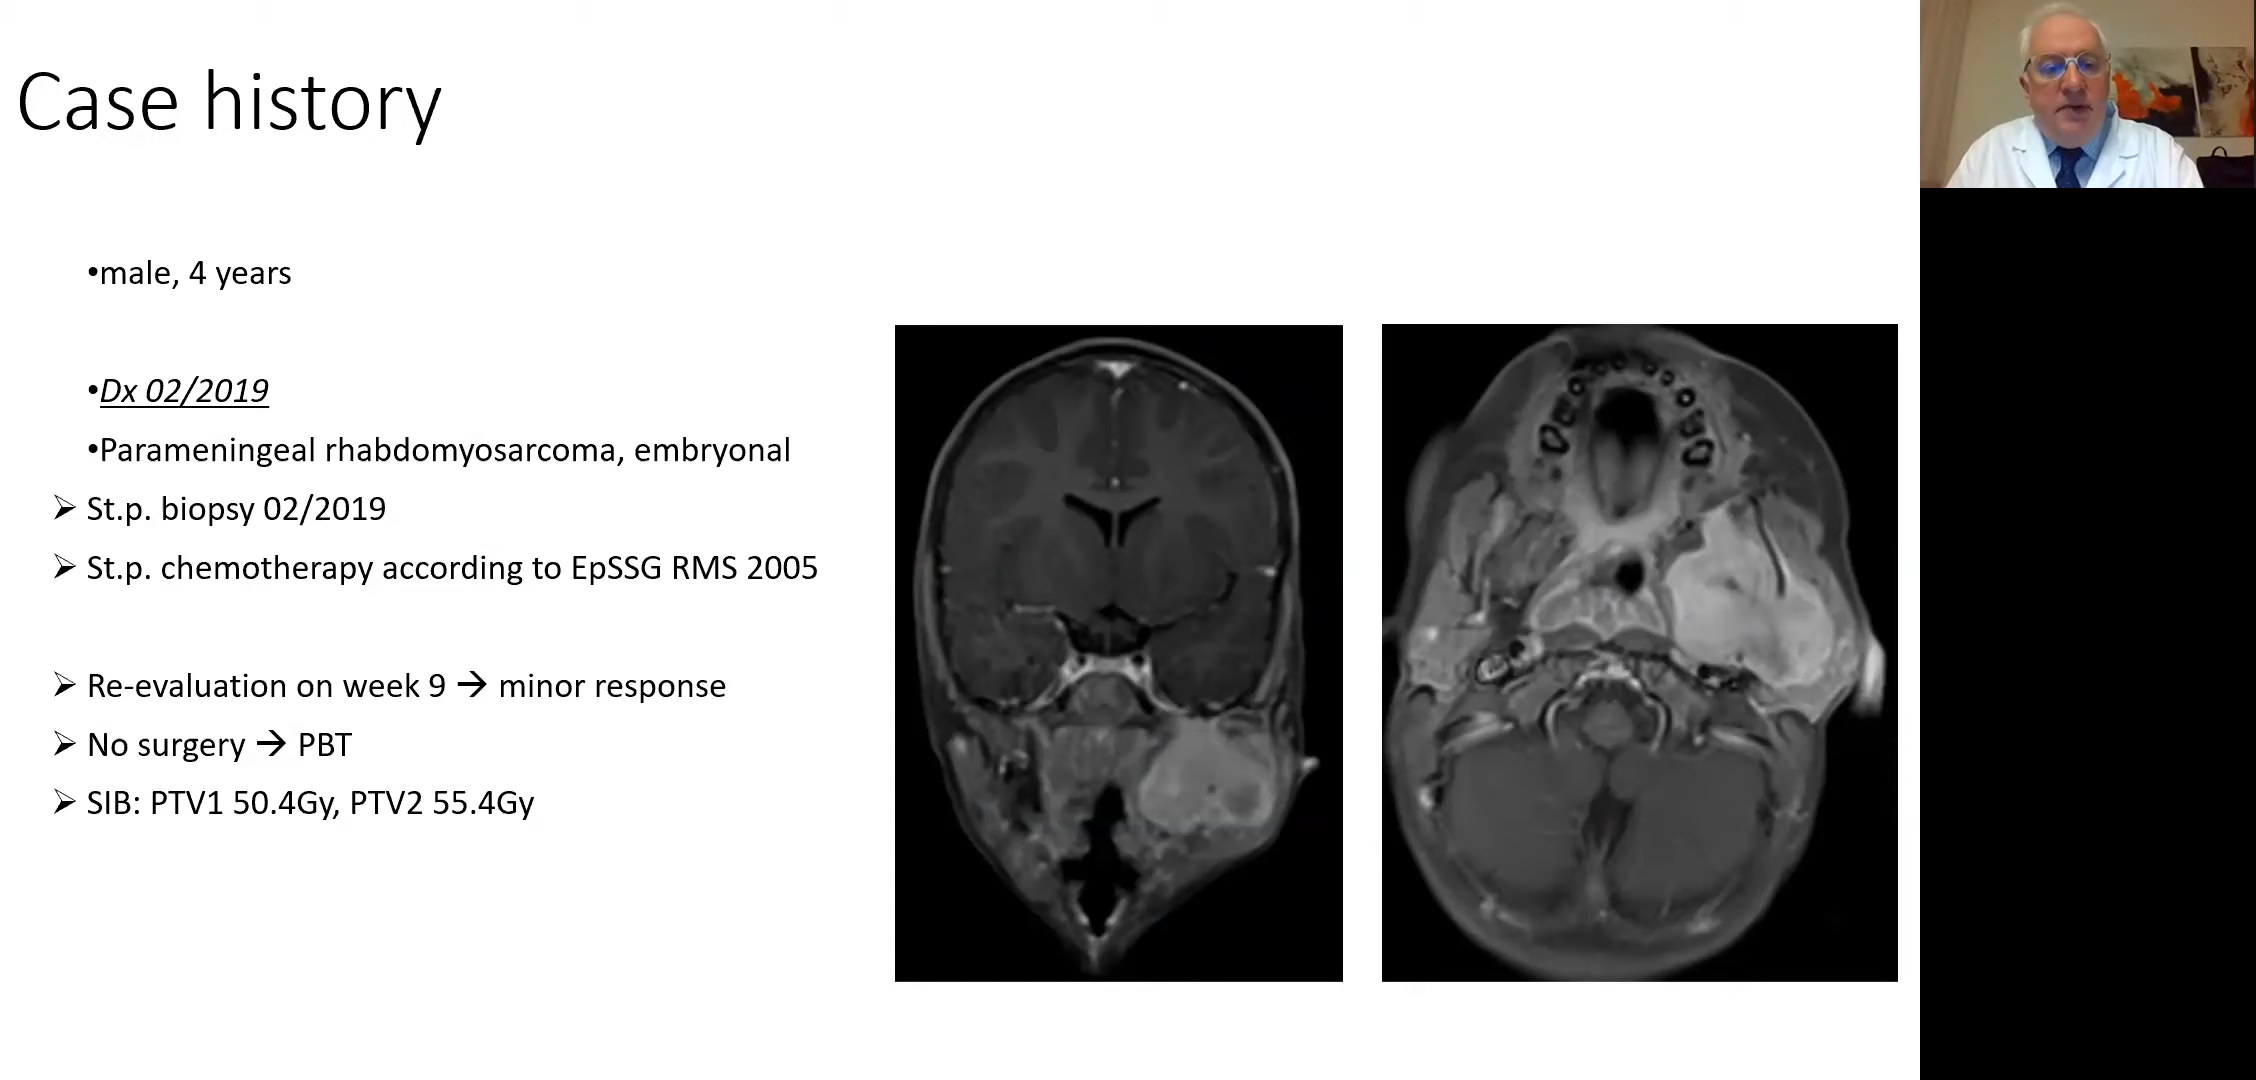 Case history
•male, 4 years
•Dx 02/2019
•Parameningeal rhabdomyosarcoma, embryonal
➢ St.p. biopsy 02/2019
➢ St.p. chemotherapy according to EpSSG RMS 2005
➢ Re-evaluation on week 9 → minor response
➢ No surgery → PBT
➢ SIB: PTV1 50.4Gy, PTV2 55.4Gy